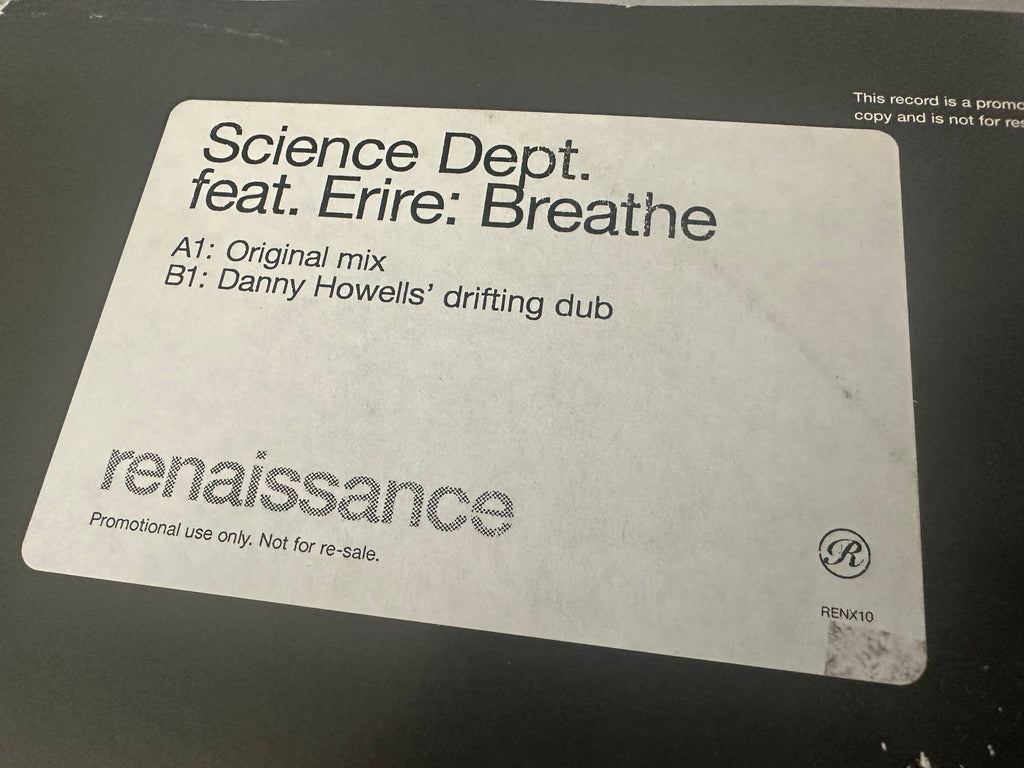 This record is a promo
copy and is not for res
Science Dept.
feat. Erire: Breathe
A1: Original mix
B1: Danny Howells’ drifting dub
renaissance
Promotional use only. Not for re-sale.
R
RENX10